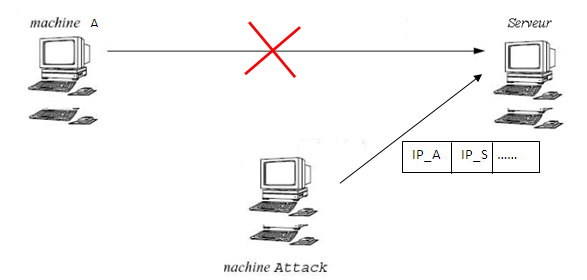 machine A
Serveur
IP_A IP_S ......
nachine Attack